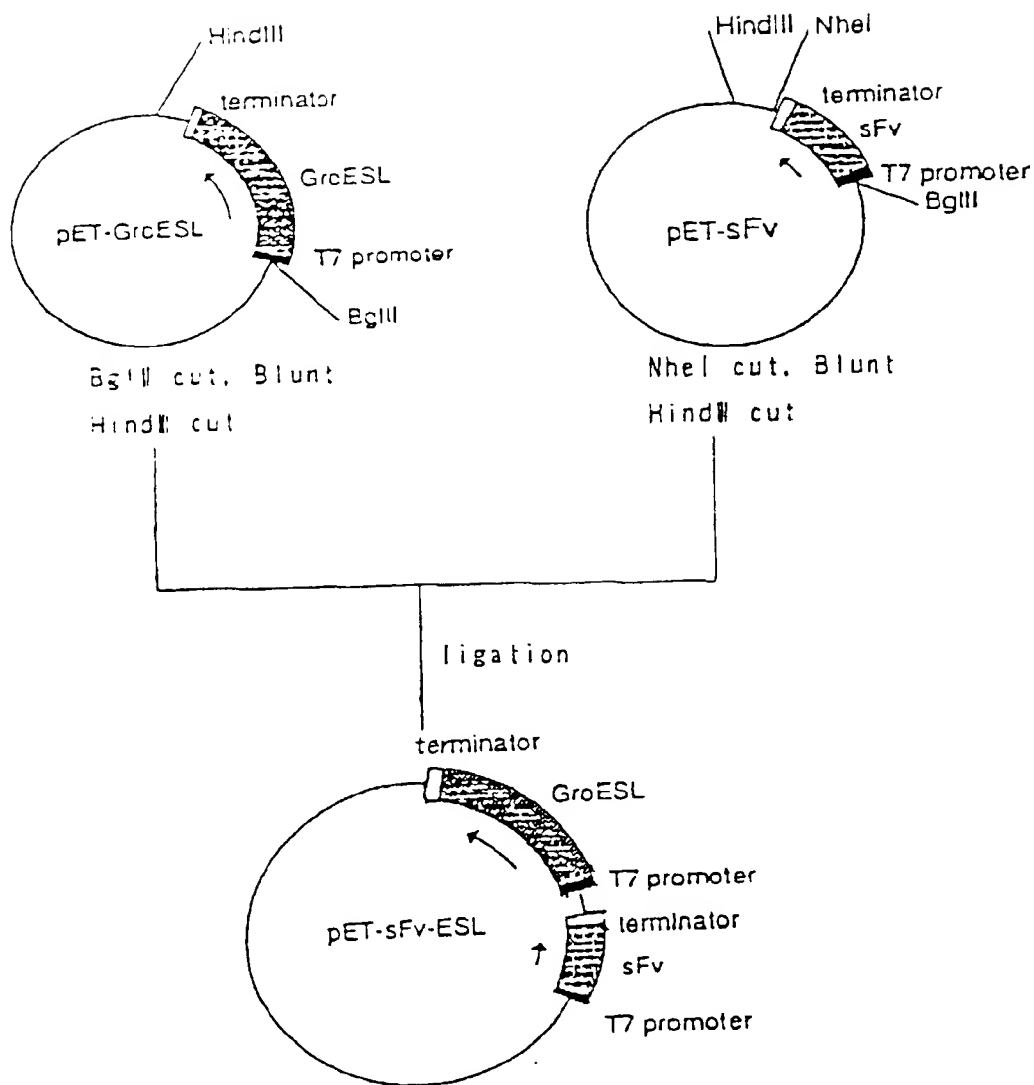 HindIII
terminator
GroESL
pET-GroESL
T7 promoter
BglII
BglII cut, Blunt
HindIII cut
HindIII NheI
terminator
sFv
T7 promoter
BglII
pET-sFv
NheI cut, Blunt
HindIII cut
ligation
terminator
GroESL
T7 promoter
terminator
sFv
pET-sFv-ESL
T7 promoter